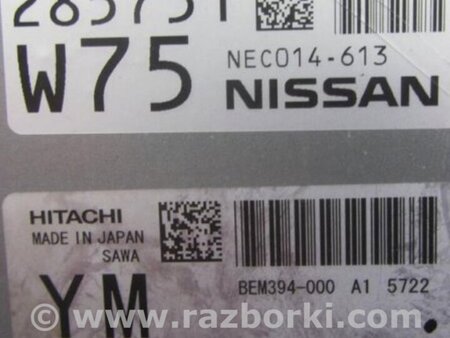 W75
NEC014-613
NISSAN
HITACHI
MADE IN JAPAN
SAWA
BEM394-000 A1 5722
YM
© www.razborki.com